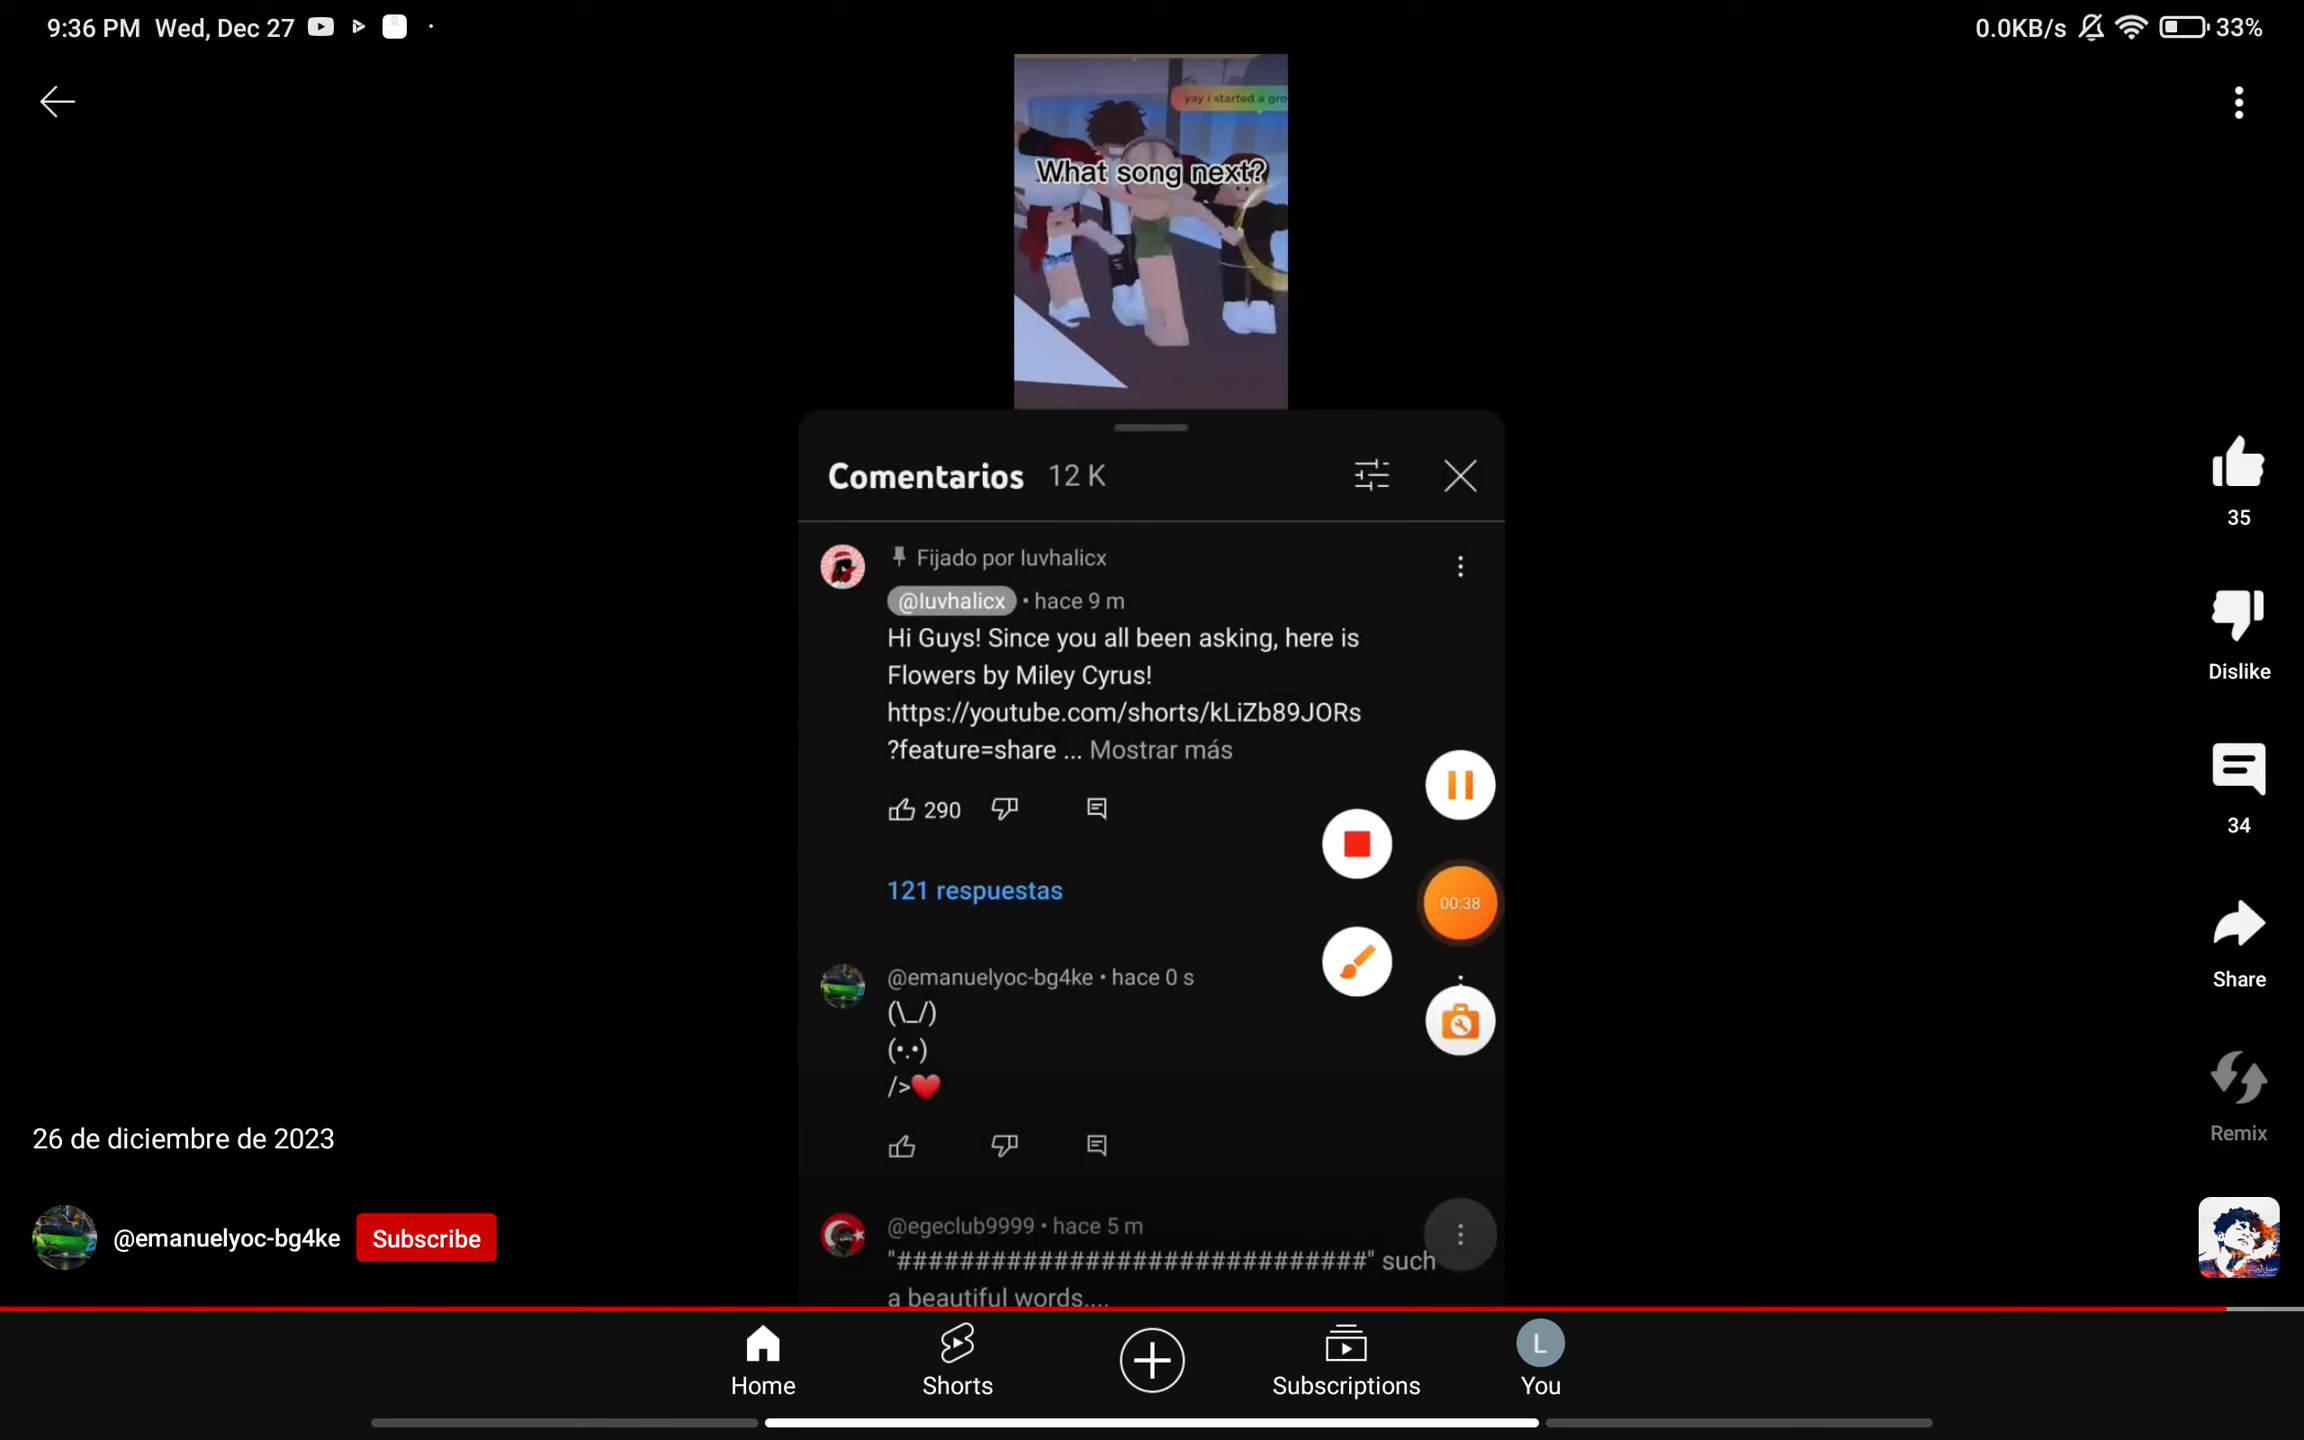 9:36 PM Wed, Dec 27
0.0KB/s 33%
yay i started a gro
What song next?
Comentarios 12 K
Fijado por luvhalicx
@luvhalicx • hace 9 m
Hi Guys! Since you all been asking, here is
Flowers by Miley Cyrus!
https://youtube.com/shorts/kLiZb89JORs
?feature=share ... Mostrar más
290
121 respuestas
00:38
@emanuelyoc-bg4ke • hace 0 s
(\_/)
(•.•)
/>❤️
@egeclub9999 • hace 5 m
"##############################" such
a beautiful words....
35
Dislike
34
Share
Remix
26 de diciembre de 2023
@emanuelyoc-bg4ke Subscribe
Home
Shorts
Subscriptions
L
You